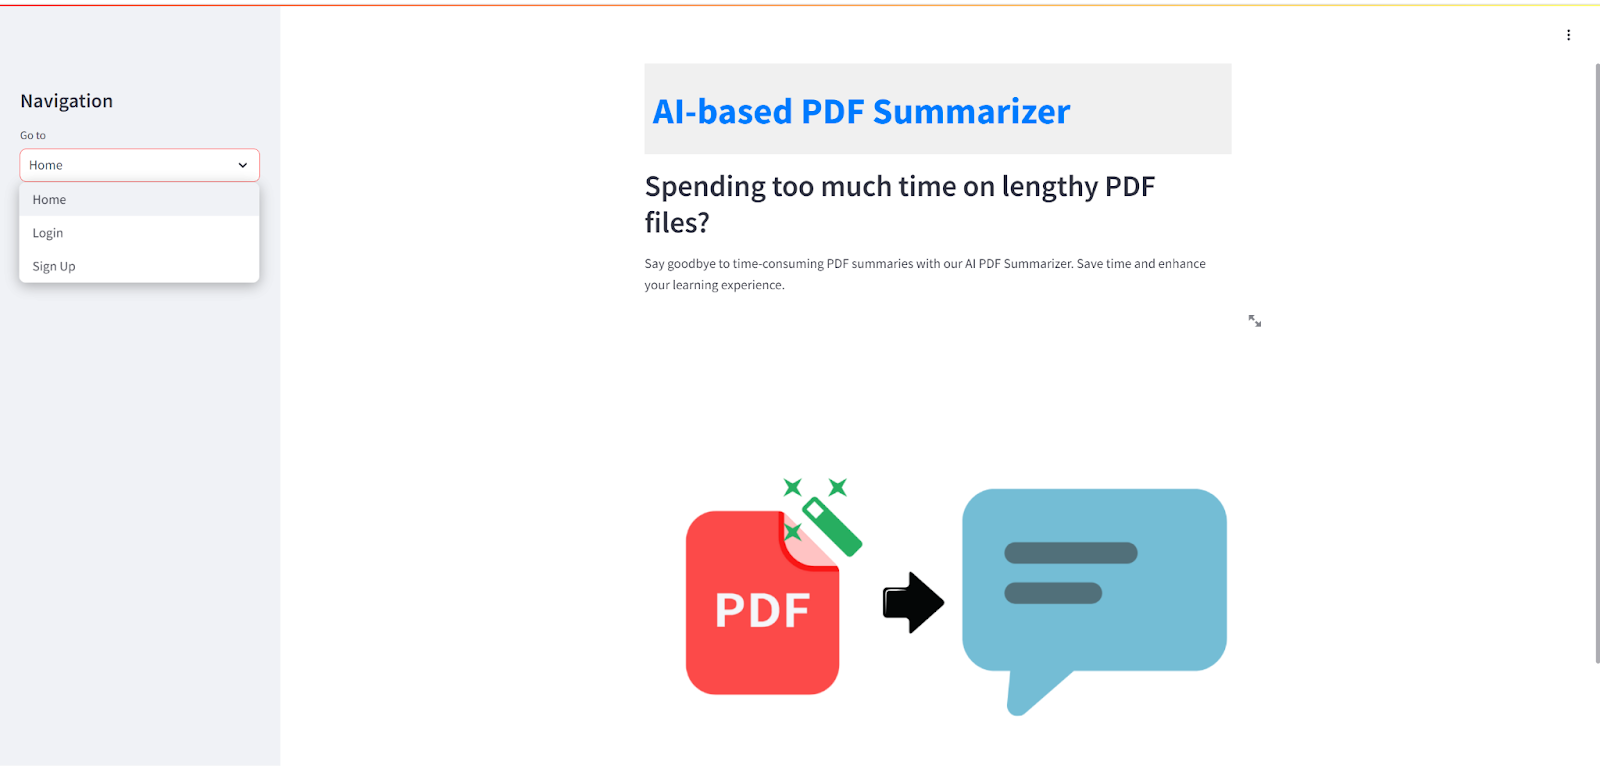 Navigation
Go to
Home
Home
Login
Sign Up
AI-based PDF Summarizer
Spending too much time on lengthy PDF
files?
Say goodbye to time-consuming PDF summaries with our AI PDF Summarizer. Save time and enhance
your learning experience.
PDF